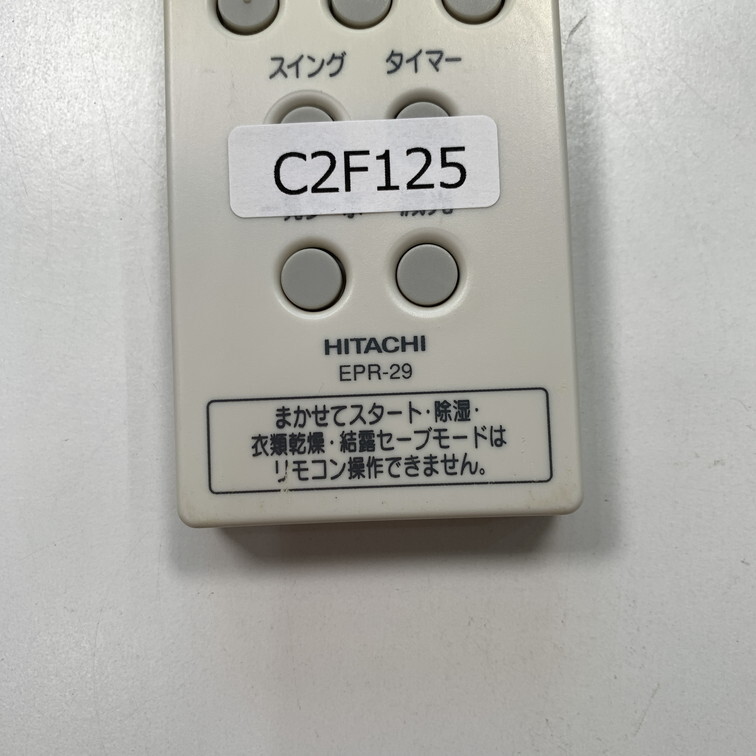 スイング タイマー
C2F125
HITACHI
EPR-29
まかせてスタート・除湿・
衣類乾燥・結露セーブモードは
リモコン操作できません。